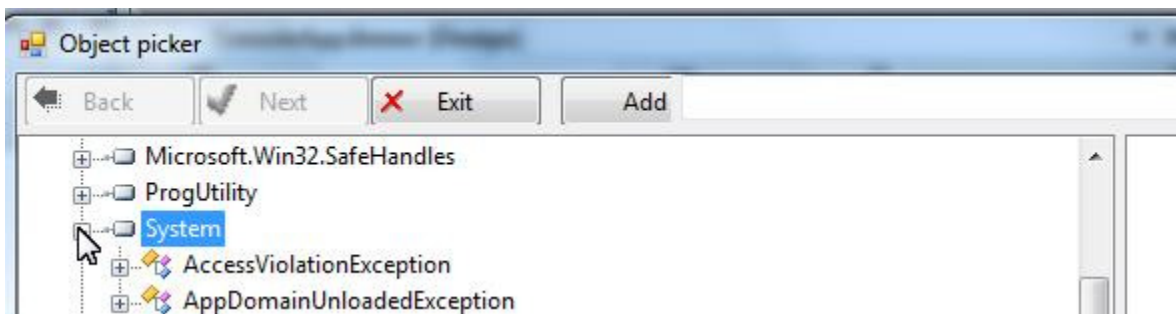 Object picker
Back Next Exit Add
Microsoft.Win32.SafeHandles
ProgUtility
System
AccessViolationException
AppDomainUnloadedException